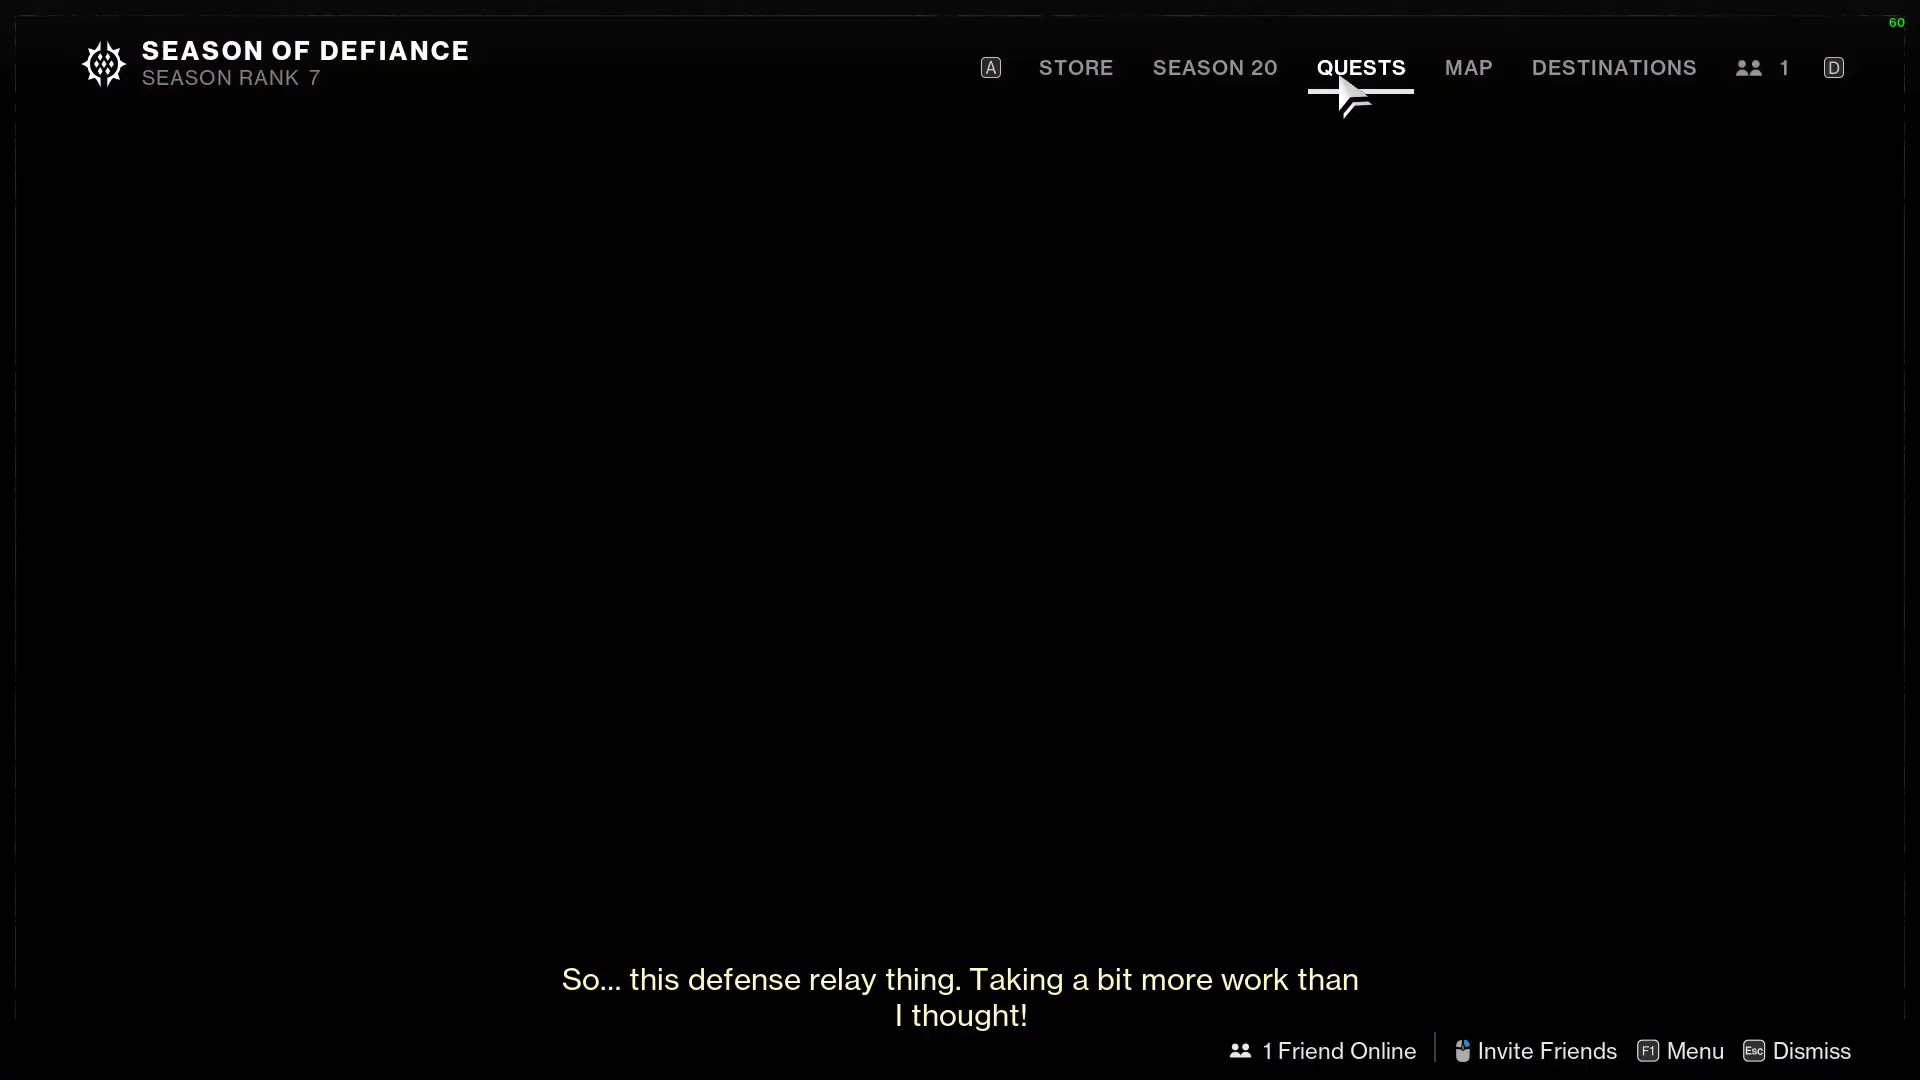 60
SEASON OF DEFIANCE
SEASON RANK 7
A STORE SEASON 20 QUESTS MAP DESTINATIONS 1 D
So... this defense relay thing. Taking a bit more work than
I thought!
1 Friend Online Invite Friends F1 Menu Esc Dismiss